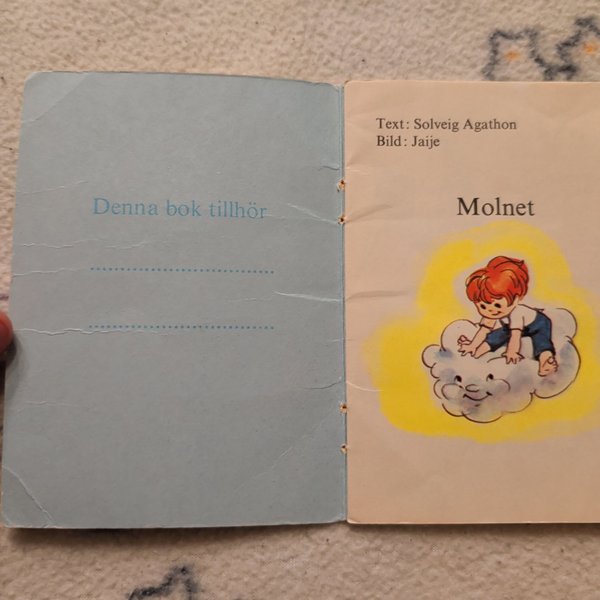 Denna bok tillhör
Text: Solveig Agathon
Bild: Jaije
Molnet